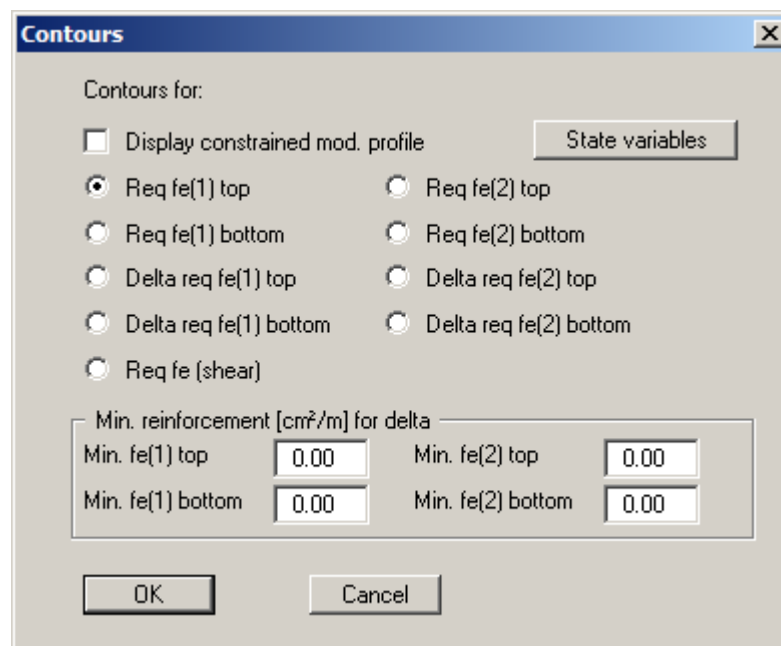 Contours
Contours for:
Display constrained mod. profile State variables
Req fe(1) top Req fe(2) top
Req fe(1) bottom Req fe(2) bottom
Delta req fe(1) top Delta req fe(2) top
Delta req fe(1) bottom Delta req fe(2) bottom
Req fe (shear)
Min. reinforcement [cm²/m] for delta
Min. fe(1) top 0.00 Min. fe(2) top 0.00
Min. fe(1) bottom 0.00 Min. fe(2) bottom 0.00
OK Cancel